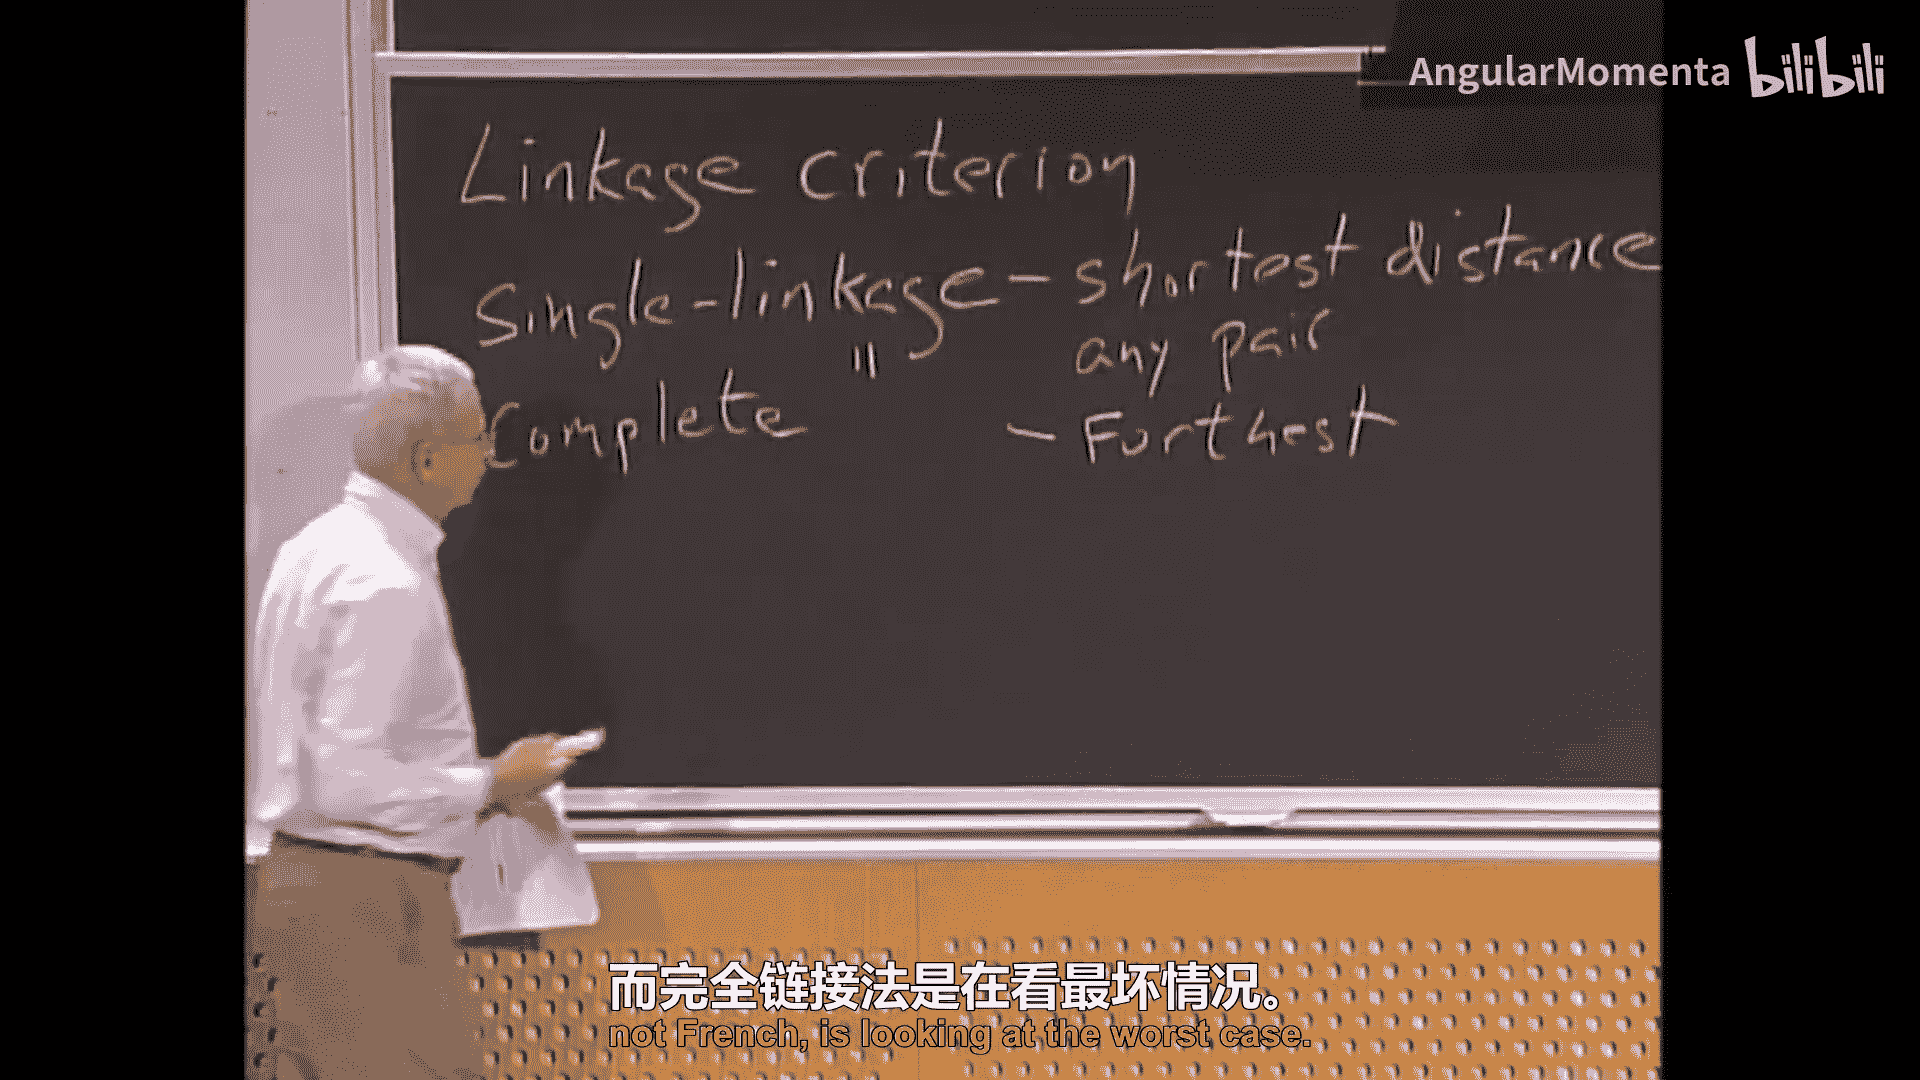 AngularMomenta bilibili
Linkage criterion
Single-linkage - shortest distance
any pair
Complete " - Furthest
而完全链接法是在看最坏情况。
not French, is looking at the worst case.